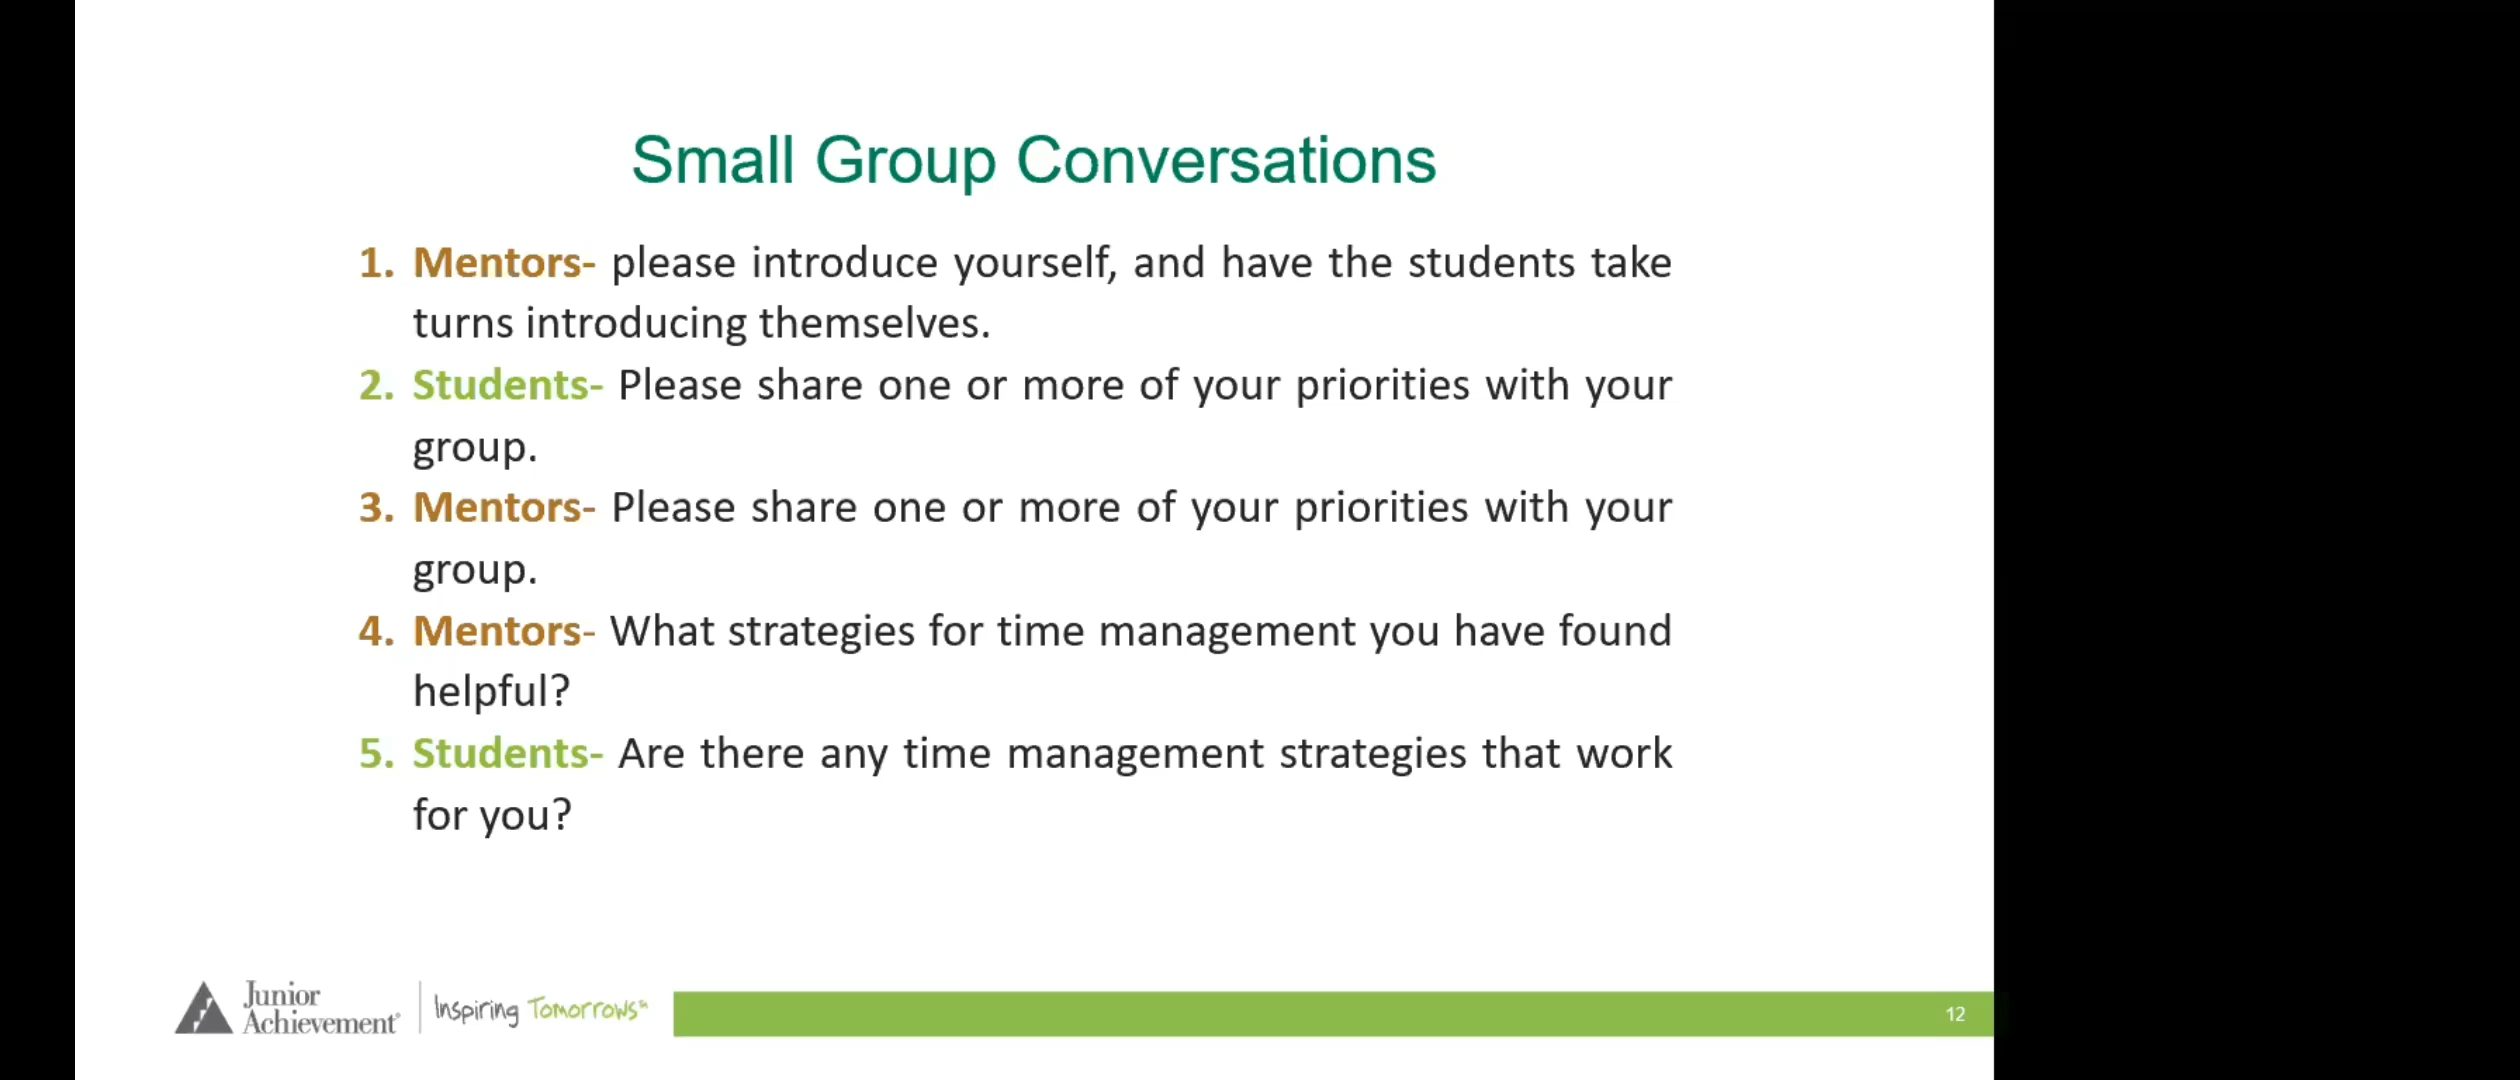 Small Group Conversations
1. Mentors- please introduce yourself, and have the students take
turns introducing themselves.
2. Students- Please share one or more of your priorities with your
group.
3. Mentors- Please share one or more of your priorities with your
group.
4. Mentors- What strategies for time management you have found
helpful?
5. Students- Are there any time management strategies that work
for you?
Junior
Achievement®
Inspiring Tomorrows℠
12